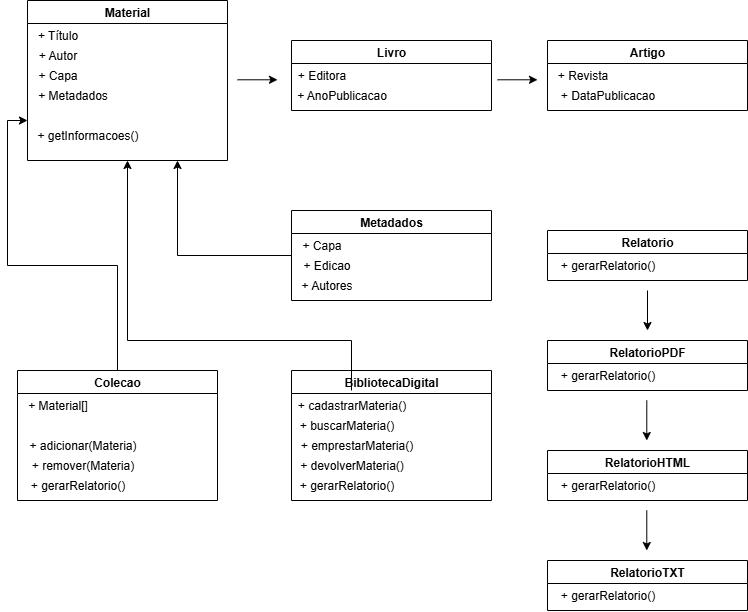 Material
+ Título
+ Autor
+ Capa
+ Metadados
+ getInformacoes()
Livro
+ Editora
+ AnoPublicacao
Artigo
+ Revista
+ DataPublicacao
Metadados
+ Capa
+ Edicao
+ Autores
Relatorio
+ gerarRelatorio()
RelatorioPDF
+ gerarRelatorio()
Colecao
+ Material[]
+ adicionar(Materia)
+ remover(Materia)
+ gerarRelatorio()
BibliotecaDigital
+ cadastrarMateria()
+ buscarMateria()
+ emprestarMateria()
+ devolverMateria()
+ gerarRelatorio()
RelatorioHTML
+ gerarRelatorio()
RelatorioTXT
+ gerarRelatorio()